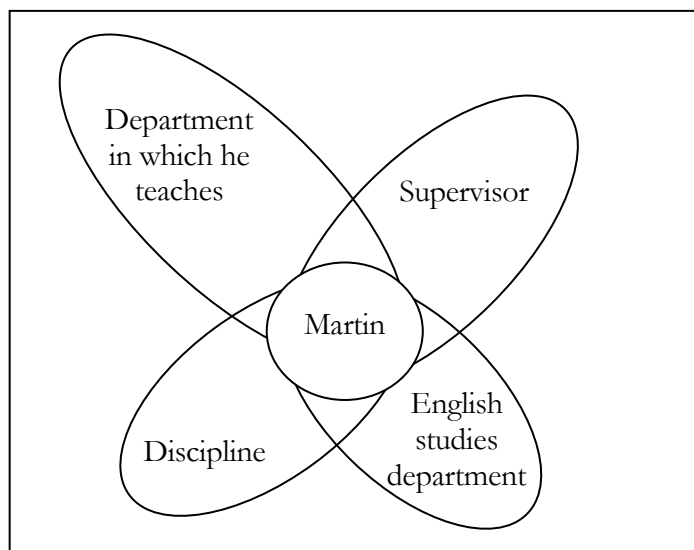 Department
in which he
teaches
Supervisor
Martin
Discipline
English
studies
department